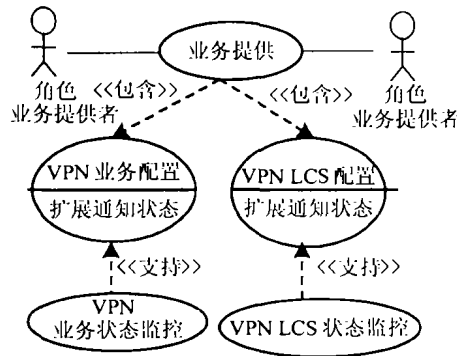 业务提供
角色
业务提供者
<<包含>>
<<包含>>
角色
业务提供者
VPN 业务配置
扩展通知状态
VPN LCS 配置
扩展通知状态
<<支持>>
<<支持>>
VPN
业务状态监控
VPN LCS 状态监控